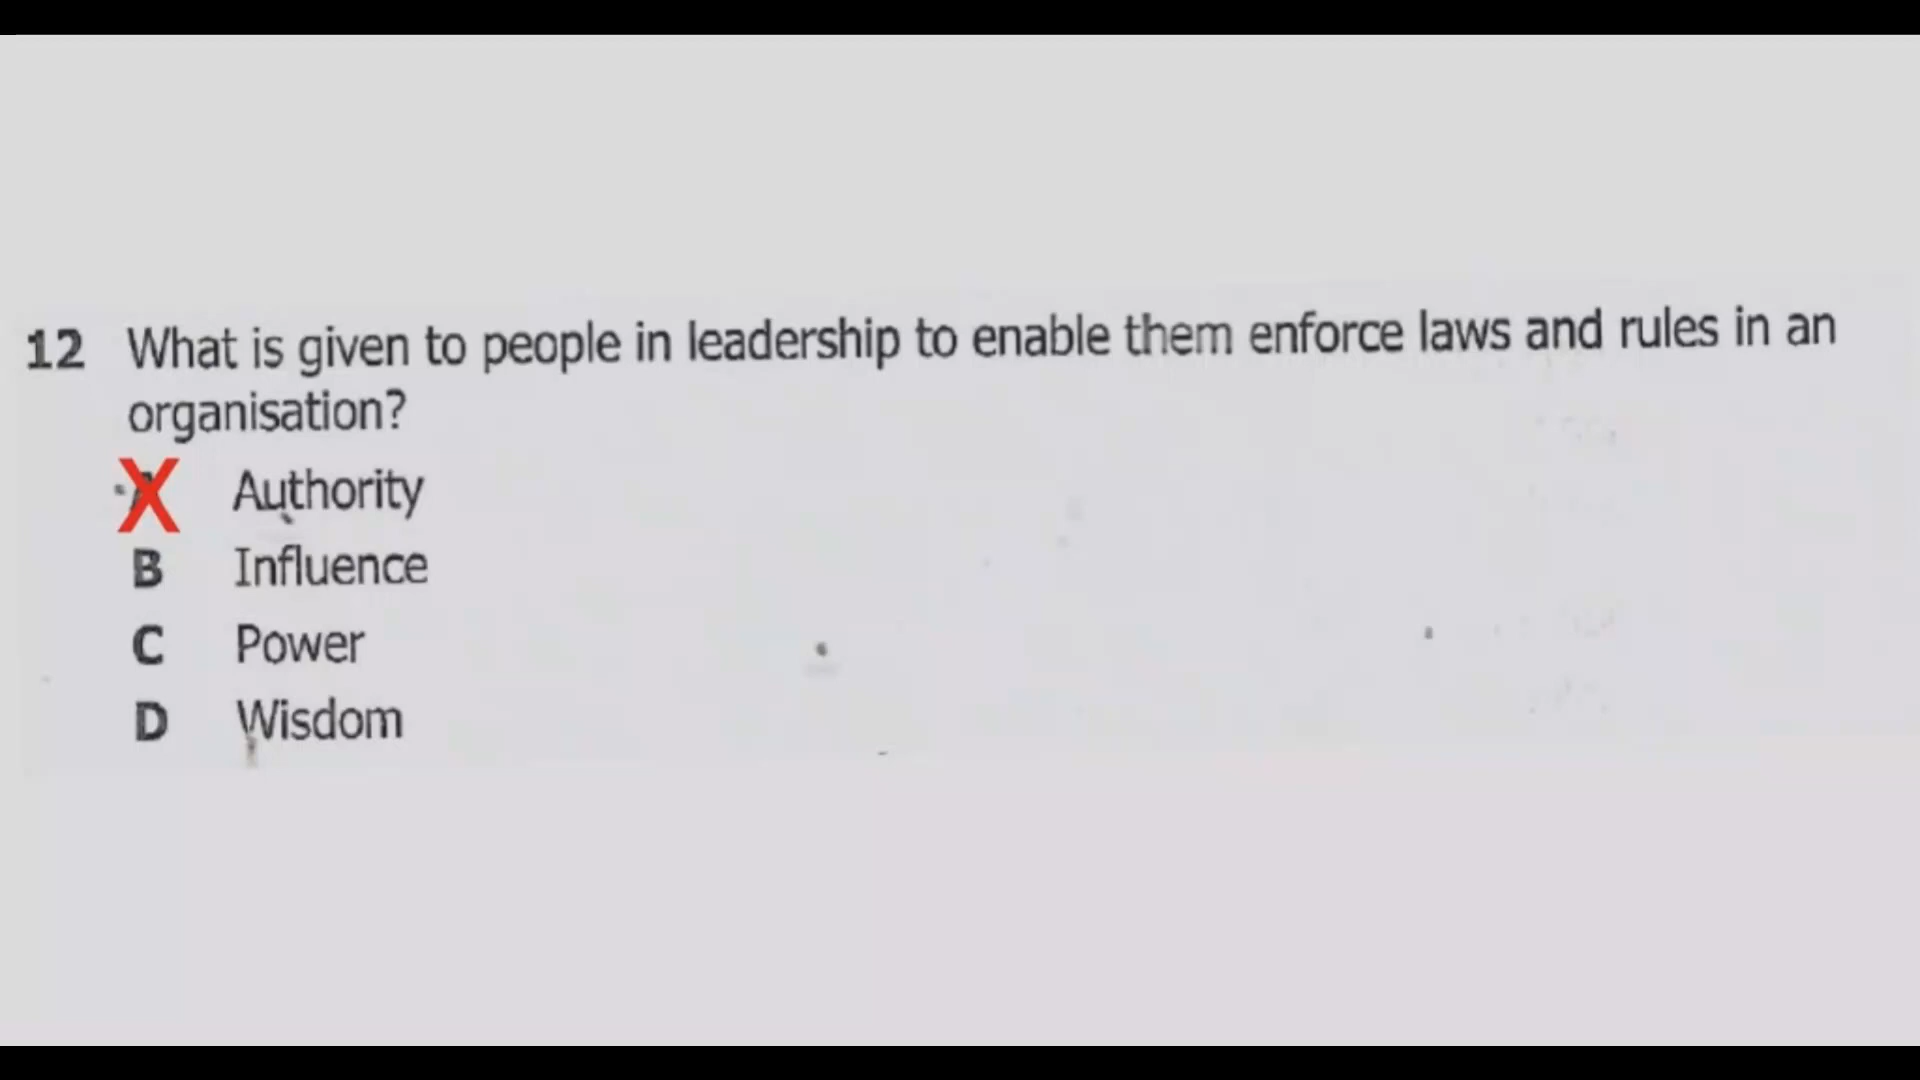 12 What is given to people in leadership to enable them enforce laws and rules in an
organisation?
X Authority
B Influence
C Power
D Wisdom